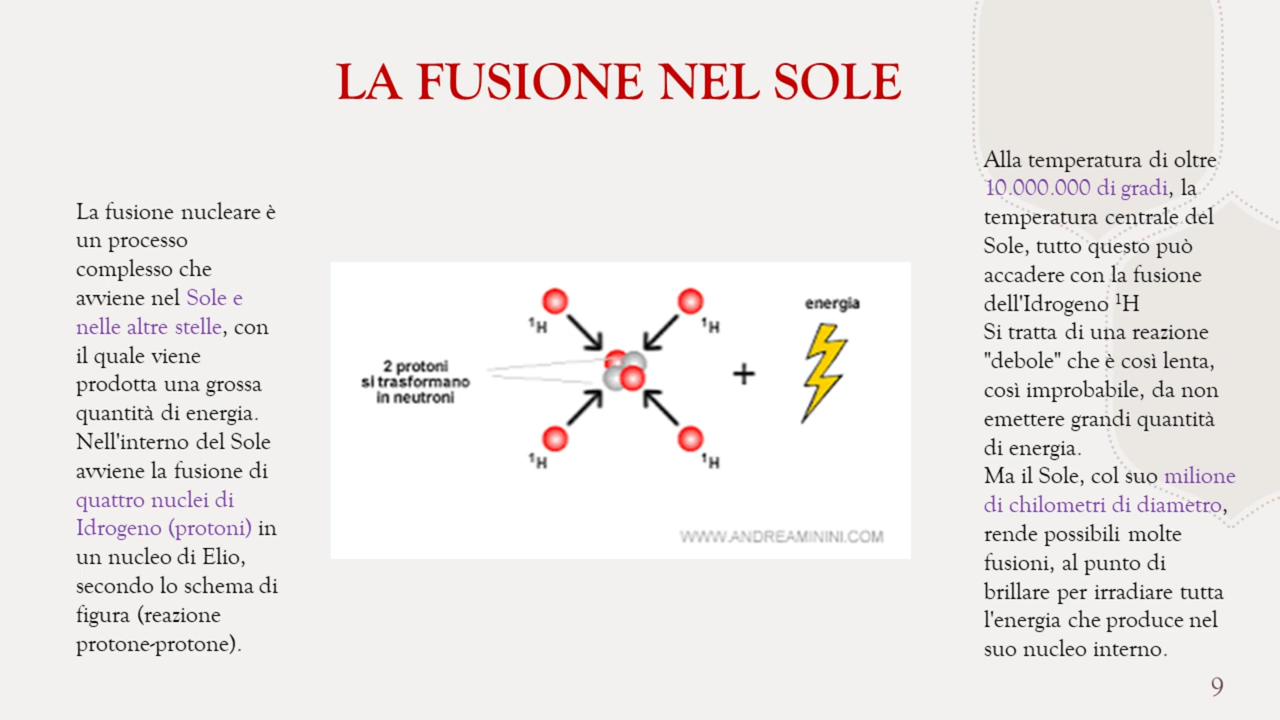 LA FUSIONE NEL SOLE
La fusione nucleare è
un processo
complesso che
avviene nel Sole e
nelle altre stelle, con
il quale viene
prodotta una grossa
quantità di energia.
Nell'interno del Sole
avviene la fusione di
quattro nuclei di
Idrogeno (protoni) in
un nucleo di Elio,
secondo lo schema di
figura (reazione
protone-protone).
¹H
¹H
energia
2 protoni
si trasformano
in neutroni
+
¹H
¹H
WWW.ANDREAMININI.COM
Alla temperatura di oltre
10.000.000 di gradi, la
temperatura centrale del
Sole, tutto questo può
accadere con la fusione
dell'Idrogeno ¹H
Si tratta di una reazione
"debole" che è così lenta,
così improbabile, da non
emettere grandi quantità
di energia.
Ma il Sole, col suo milione
di chilometri di diametro,
rende possibili molte
fusioni, al punto di
brillare per irradiare tutta
l'energia che produce nel
suo nucleo interno.
9